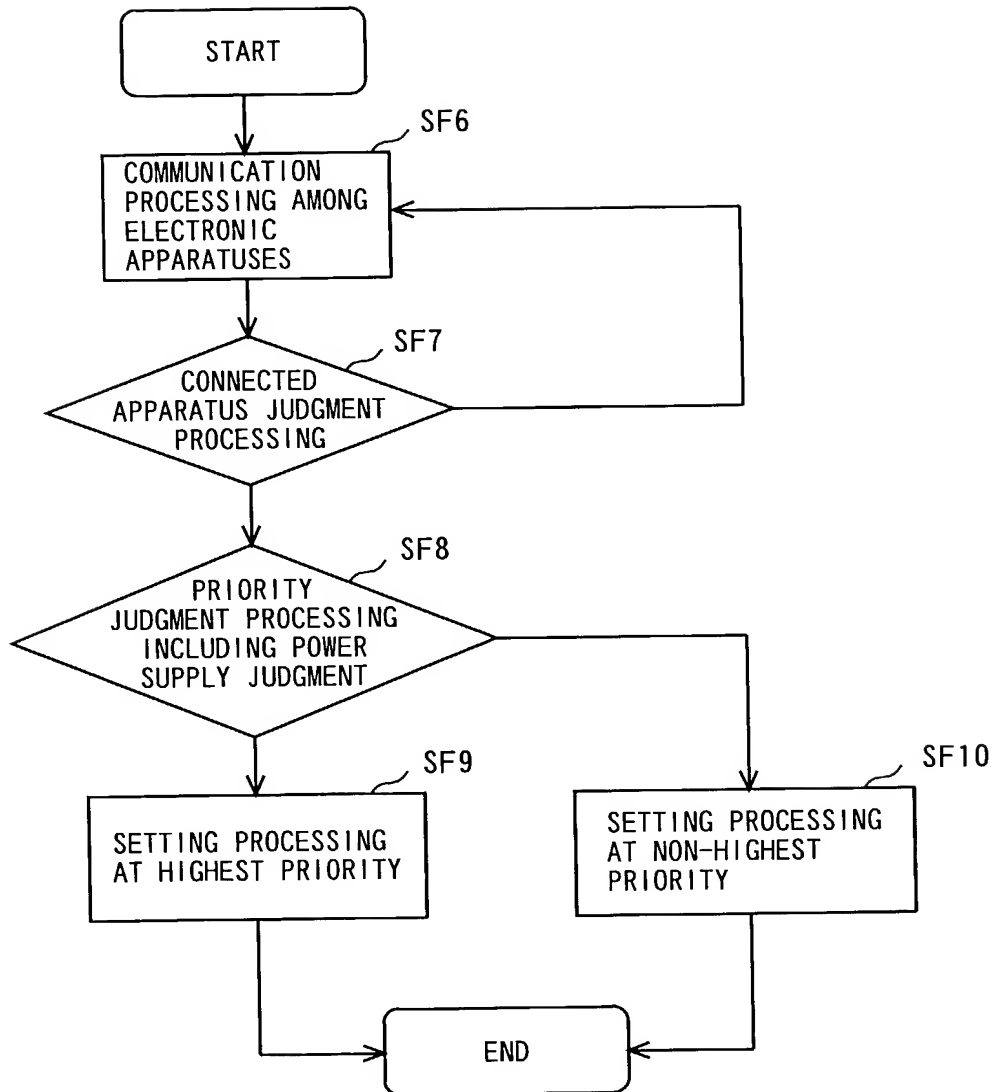 START
SF6
COMMUNICATION
PROCESSING AMONG
ELECTRONIC
APPARATUSES
SF7
CONNECTED
APPARATUS JUDGMENT
PROCESSING
SF8
PRIORITY
JUDGMENT PROCESSING
INCLUDING POWER
SUPPLY JUDGMENT
SF9
SETTING PROCESSING
AT HIGHEST PRIORITY
SF10
SETTING PROCESSING
AT NON-HIGHEST
PRIORITY
END